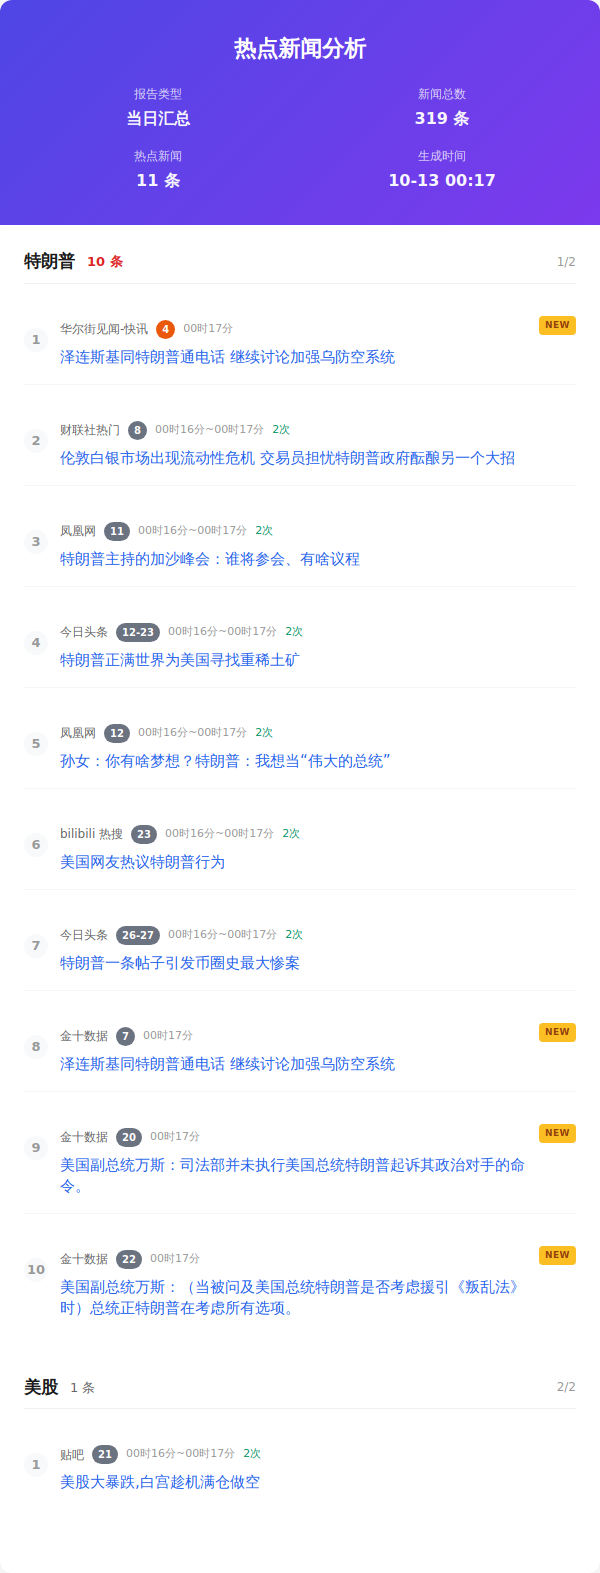 热点新闻分析
报告类型
当日汇总
新闻总数
319 条
热点新闻
11 条
生成时间
10-13 00:17
特朗普 10 条 1/2
1 华尔街见闻-快讯 4 00时17分 NEW
泽连斯基同特朗普通电话 继续讨论加强乌防空系统
2 财联社热门 8 00时16分~00时17分 2次
伦敦白银市场出现流动性危机 交易员担忧特朗普政府酝酿另一个大招
3 凤凰网 11 00时16分~00时17分 2次
特朗普主持的加沙峰会：谁将参会、有啥议程
4 今日头条 12-23 00时16分~00时17分 2次
特朗普正满世界为美国寻找重稀土矿
5 凤凰网 12 00时16分~00时17分 2次
孙女：你有啥梦想？特朗普：我想当“伟大的总统”
6 bilibili 热搜 23 00时16分~00时17分 2次
美国网友热议特朗普行为
7 今日头条 26-27 00时16分~00时17分 2次
特朗普一条帖子引发币圈史最大惨案
8 金十数据 7 00时17分 NEW
泽连斯基同特朗普通电话 继续讨论加强乌防空系统
9 金十数据 20 00时17分 NEW
美国副总统万斯：司法部并未执行美国总统特朗普起诉其政治对手的命
令。
10 金十数据 22 00时17分 NEW
美国副总统万斯：（当被问及美国总统特朗普是否考虑援引《叛乱法》
时）总统正特朗普在考虑所有选项。
美股 1 条 2/2
1 贴吧 21 00时16分~00时17分 2次
美股大暴跌,白宫趁机满仓做空